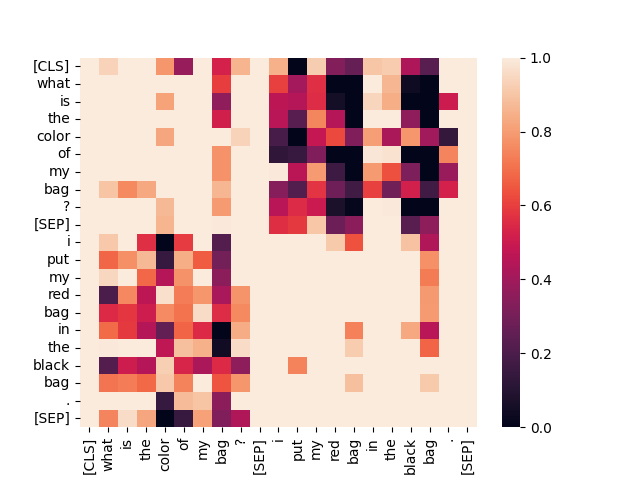 [CLS]
what
is
the
color
of
my
bag
?
[SEP]
i
put
my
red
bag
in
the
black
bag
.
[SEP]
[CLS]
what
is
the
color
of
my
bag
?
[SEP]
i
put
my
red
bag
in
the
black
bag
.
[SEP]
1.0
0.8
0.6
0.4
0.2
0.0